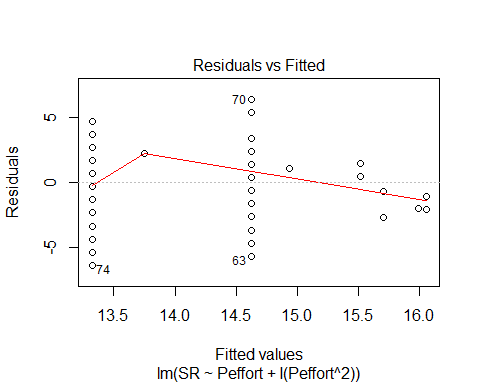 Residuals vs Fitted
Residuals
5
0
-5
70
63
74
13.5 14.0 14.5 15.0 15.5 16.0
Fitted values
lm(SR ~ Peffort + I(Peffort^2))